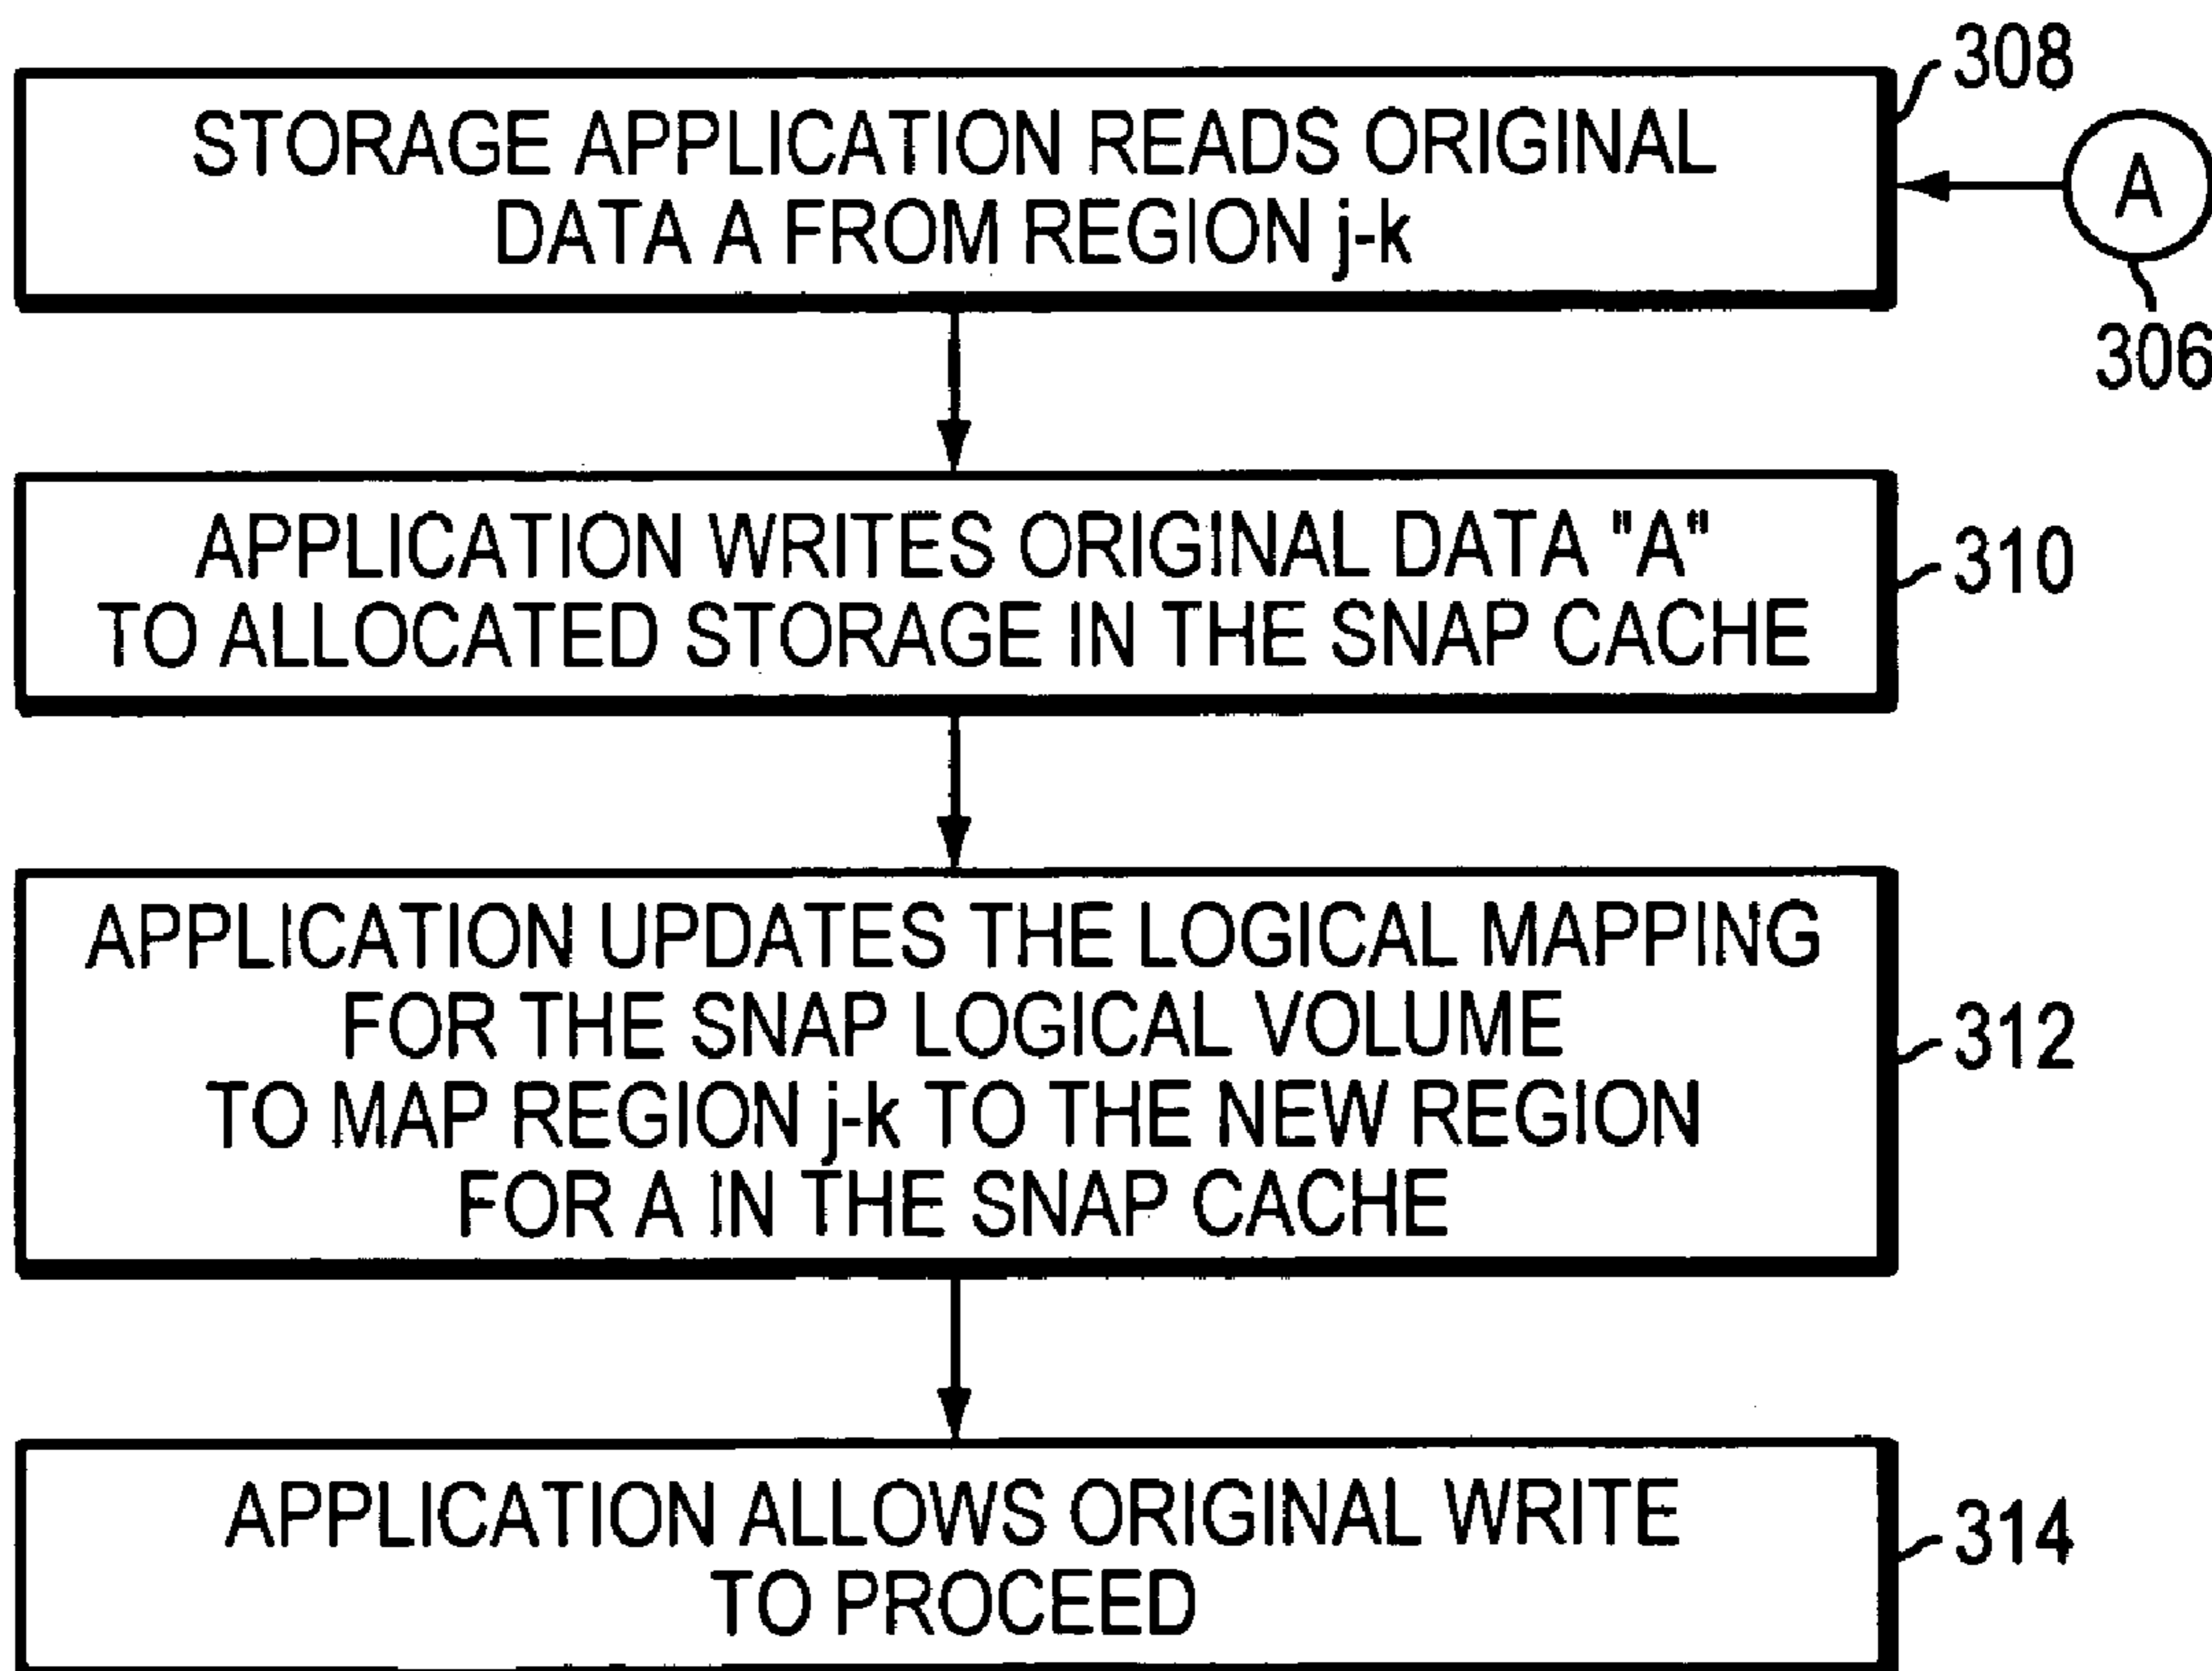 308
STORAGE APPLICATION READS ORIGINAL
DATA A FROM REGION j-k
A
306
APPLICATION WRITES ORIGINAL DATA "A"
TO ALLOCATED STORAGE IN THE SNAP CACHE
310
APPLICATION UPDATES THE LOGICAL MAPPING
FOR THE SNAP LOGICAL VOLUME
TO MAP REGION j-k TO THE NEW REGION
FOR A IN THE SNAP CACHE
312
APPLICATION ALLOWS ORIGINAL WRITE
TO PROCEED
314